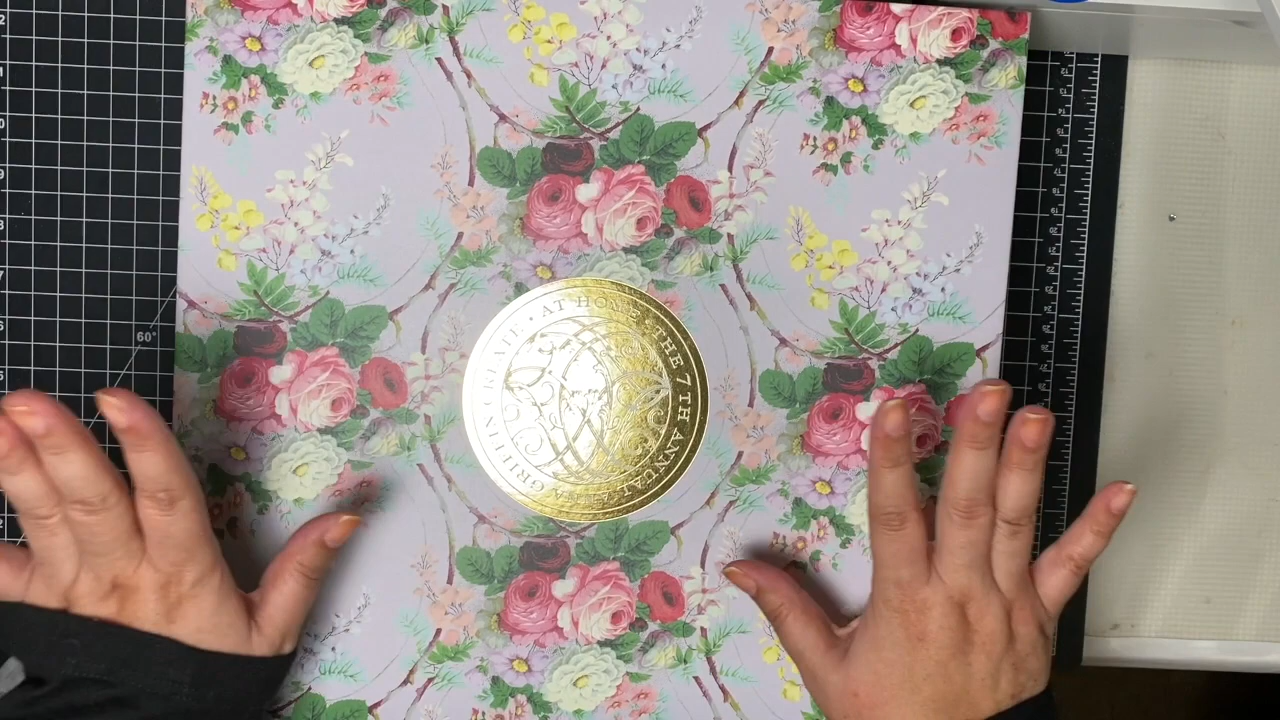 THE 7TH ANNUAL ANNA GRIFFIN CREATE • AT HOME •
60°